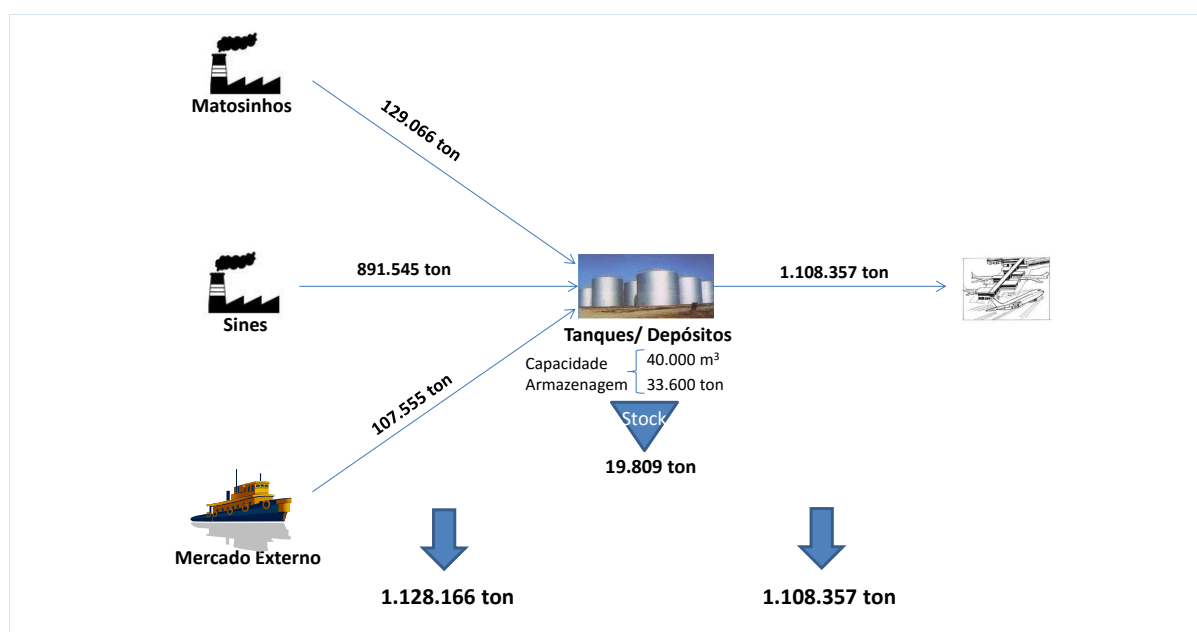 Matosinhos
129.066 ton
Sines
891.545 ton
1.108.357 ton
Tanques/ Depósitos
Capacidade
Armazenagem
40.000 m³
33.600 ton
Stock
19.809 ton
107.555 ton
Mercado Externo
1.128.166 ton
1.108.357 ton